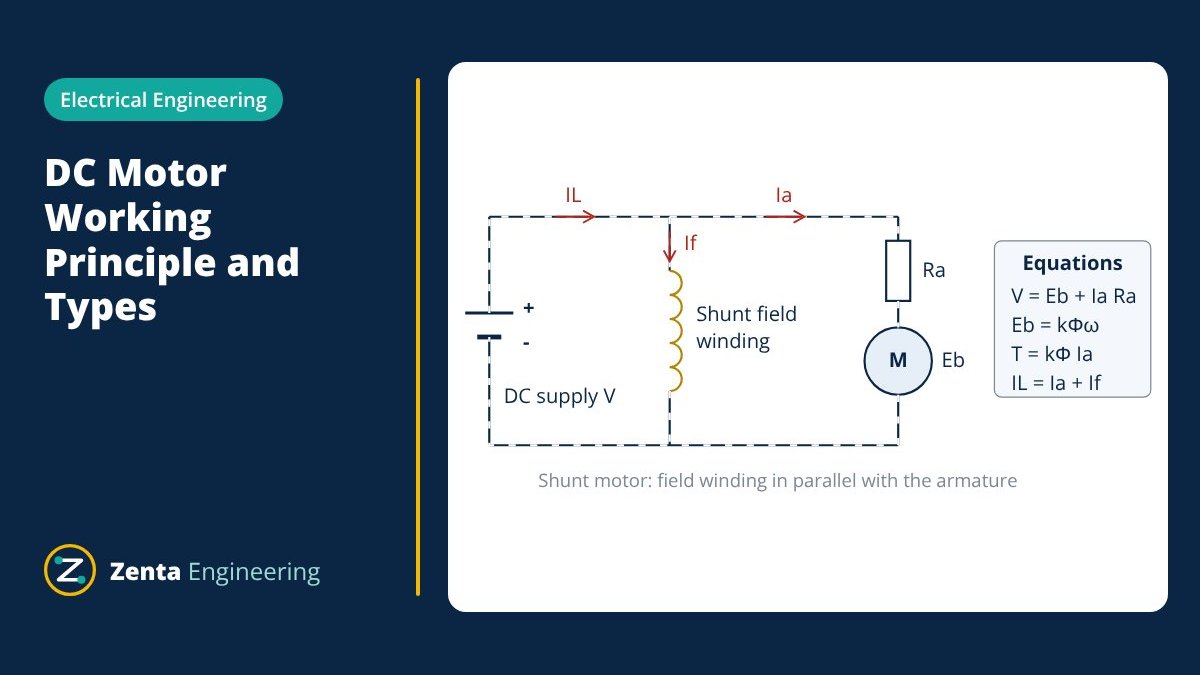 Electrical Engineering
DC Motor
Working
Principle and
Types
Zenta Engineering
IL
Ia
If
+
-
DC supply V
Shunt field
winding
Ra
M
Eb
Equations
V = Eb + Ia Ra
Eb = kΦω
T = kΦ Ia
IL = Ia + If
Shunt motor: field winding in parallel with the armature